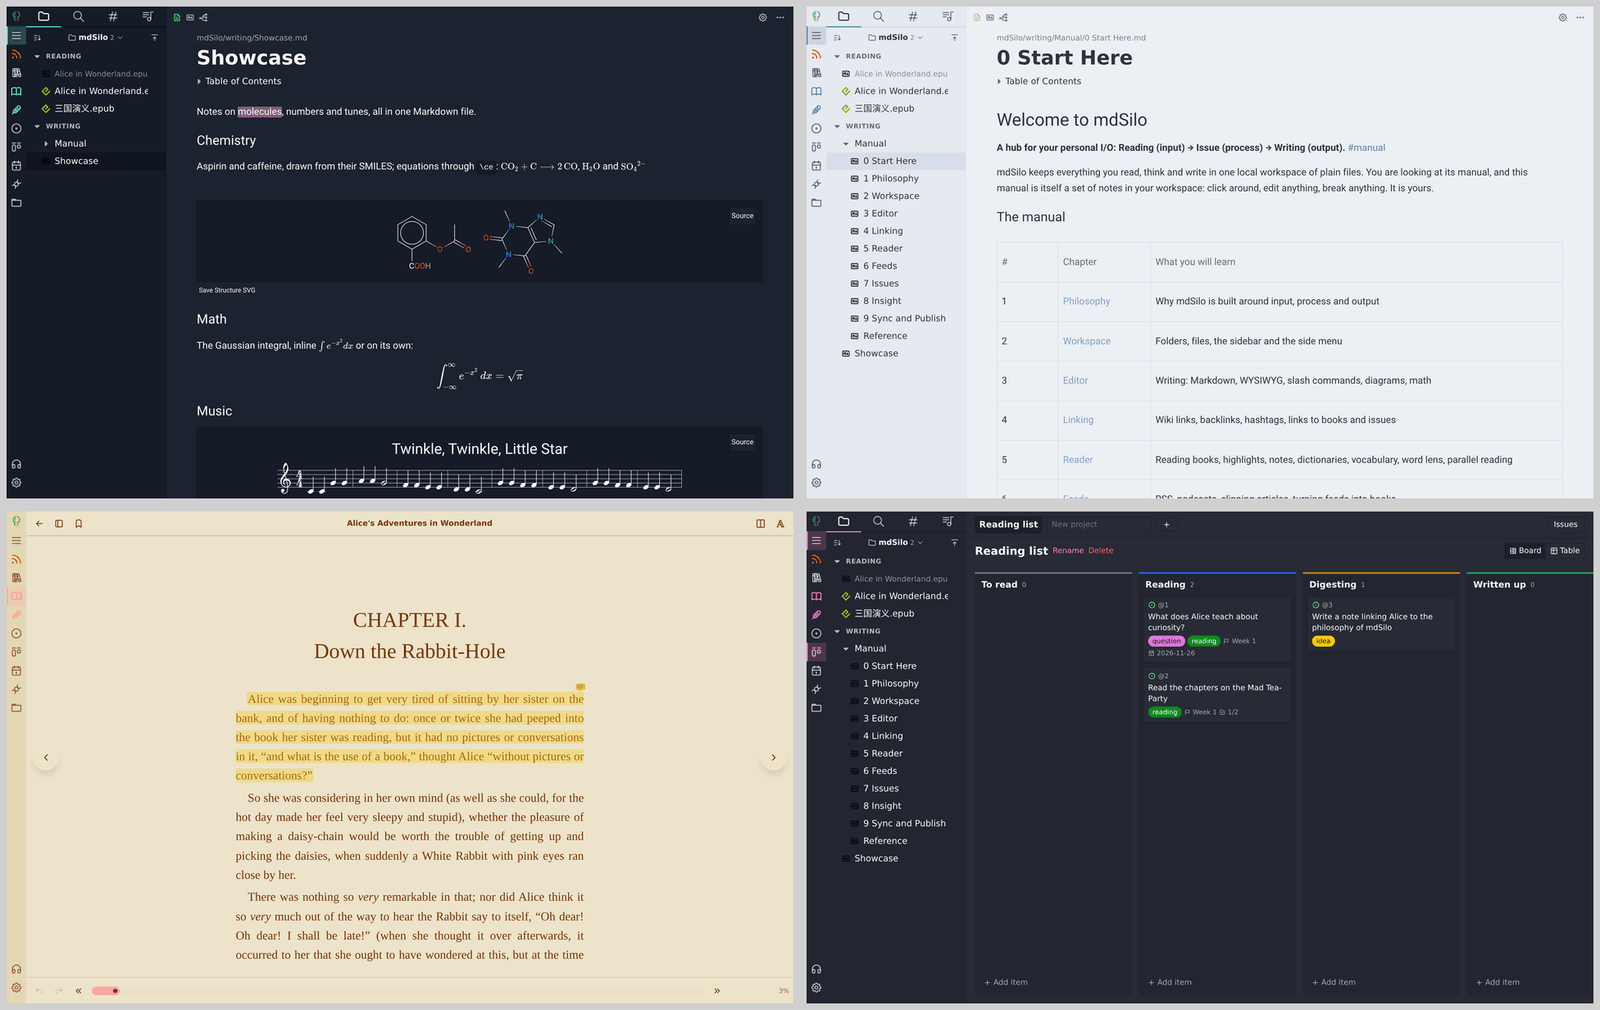 mdSilo 2
READING
Alice in Wonderland.epu
Alice in Wonderland.e
三国演义.epub
WRITING
Manual
Showcase
mdSilo/writing/Showcase.md
Showcase
Table of Contents
Notes on molecules, numbers and tunes, all in one Markdown file.
Chemistry
Aspirin and caffeine, drawn from their SMILES; equations through \ce: CO₂ + C ⟶ 2 CO, H₂O and SO₄²⁻
Source
O
O
COOH
N
N
N
N
O
O
Save Structure SVG
Math
The Gaussian integral, inline ∫ e^{-x²} dx or on its own:
∫_{-∞}^{∞} e^{-x²} dx = √π
Music
Source
Twinkle, Twinkle, Little Star
mdSilo 2
READING
Alice in Wonderland.epu
Alice in Wonderland.e
三国演义.epub
WRITING
Manual
0 Start Here
1 Philosophy
2 Workspace
3 Editor
4 Linking
5 Reader
6 Feeds
7 Issues
8 Insight
9 Sync and Publish
Reference
Showcase
mdSilo/writing/Manual/0 Start Here.md
0 Start Here
Table of Contents
Welcome to mdSilo
A hub for your personal I/O: Reading (input) → Issue (process) → Writing (output). #manual
mdSilo keeps everything you read, think and write in one local workspace of plain files. You are looking at its manual, and this
manual is itself a set of notes in your workspace: click around, edit anything, break anything. It is yours.
The manual
# Chapter What you will learn
1 Philosophy Why mdSilo is built around input, process and output
2 Workspace Folders, files, the sidebar and the side menu
3 Editor Writing: Markdown, WYSIWYG, slash commands, diagrams, math
4 Linking Wiki links, backlinks, hashtags, links to books and issues
5 Reader Reading books, highlights, notes, dictionaries, vocabulary, word lens, parallel reading
6 Feeds RSS, podcasts, clipping articles, turning feeds into books
Alice's Adventures in Wonderland
CHAPTER I.
Down the Rabbit-Hole
Alice was beginning to get very tired of sitting by her sister on the
bank, and of having nothing to do: once or twice she had peeped into
the book her sister was reading, but it had no pictures or conversations
in it, “and what is the use of a book,” thought Alice “without pictures or
conversations?”
So she was considering in her own mind (as well as she could, for the
hot day made her feel very sleepy and stupid), whether the pleasure of
making a daisy-chain would be worth the trouble of getting up and
picking the daisies, when suddenly a White Rabbit with pink eyes ran
close by her.
There was nothing so very remarkable in that; nor did Alice think it
so very much out of the way to hear the Rabbit say to itself, “Oh dear!
Oh dear! I shall be late!” (when she thought it over afterwards, it
occurred to her that she ought to have wondered at this, but at the time
3%
mdSilo 2
READING
Alice in Wonderland.epu
Alice in Wonderland.e
三国演义.epub
WRITING
Manual
0 Start Here
1 Philosophy
2 Workspace
3 Editor
4 Linking
5 Reader
6 Feeds
7 Issues
8 Insight
9 Sync and Publish
Reference
Showcase
Reading list New project + Issues
Reading list Rename Delete Board Table
To read 0
+ Add item
Reading 2
@1
What does Alice teach about
curiosity?
question reading Week 1
2026-11-26
@2
Read the chapters on the Mad Tea-
Party
reading Week 1 1/2
+ Add item
Digesting 1
@3
Write a note linking Alice to the
philosophy of mdSilo
idea
+ Add item
Written up 0
+ Add item